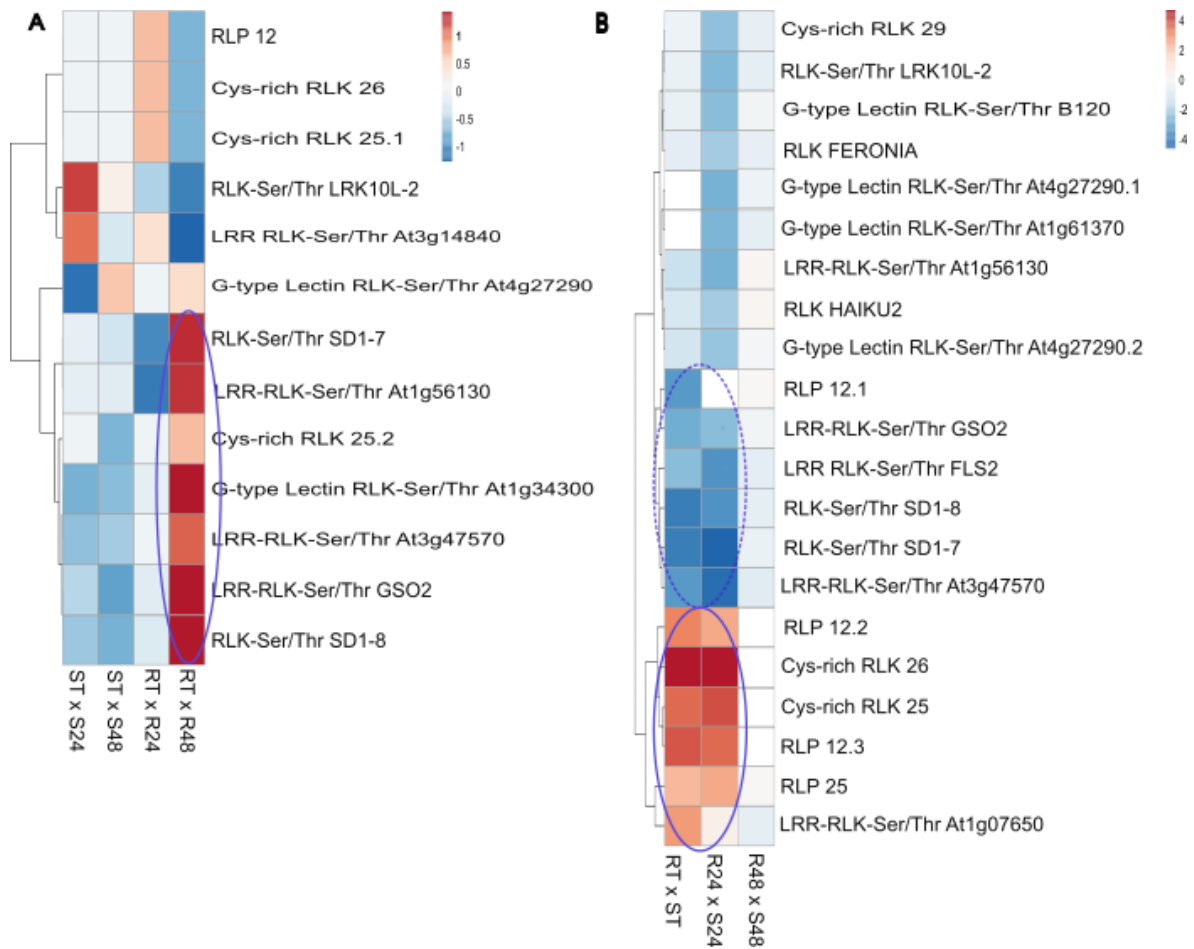 A
RLP 12
Cys-rich RLK 26
Cys-rich RLK 25.1
RLK-Ser/Thr LRK10L-2
LRR RLK-Ser/Thr At3g14840
G-type Lectin RLK-Ser/Thr At4g27290
RLK-Ser/Thr SD1-7
LRR-RLK-Ser/Thr At1g56130
Cys-rich RLK 25.2
G-type Lectin RLK-Ser/Thr At1g34300
LRR-RLK-Ser/Thr At3g47570
LRR-RLK-Ser/Thr GSO2
RLK-Ser/Thr SD1-8
ST x S24
ST x S48
RT x R24
RT x R48
1
0.5
0
-0.5
-1
B
Cys-rich RLK 29
RLK-Ser/Thr LRK10L-2
G-type Lectin RLK-Ser/Thr B120
RLK FERONIA
G-type Lectin RLK-Ser/Thr At4g27290.1
G-type Lectin RLK-Ser/Thr At1g61370
LRR-RLK-Ser/Thr At1g56130
RLK HAIKU2
G-type Lectin RLK-Ser/Thr At4g27290.2
RLP 12.1
LRR-RLK-Ser/Thr GSO2
LRR RLK-Ser/Thr FLS2
RLK-Ser/Thr SD1-8
RLK-Ser/Thr SD1-7
LRR-RLK-Ser/Thr At3g47570
RLP 12.2
Cys-rich RLK 26
Cys-rich RLK 25
RLP 12.3
RLP 25
LRR-RLK-Ser/Thr At1g07650
RT x ST
R24 x S24
R48 x S48
4
2
0
-2
-4